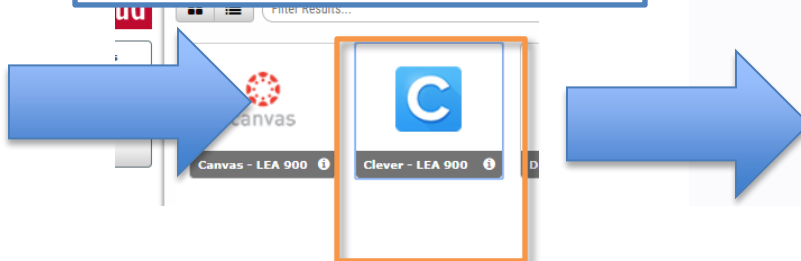 Filter Results...
canvas
Canvas - LEA 900
Clever - LEA 900